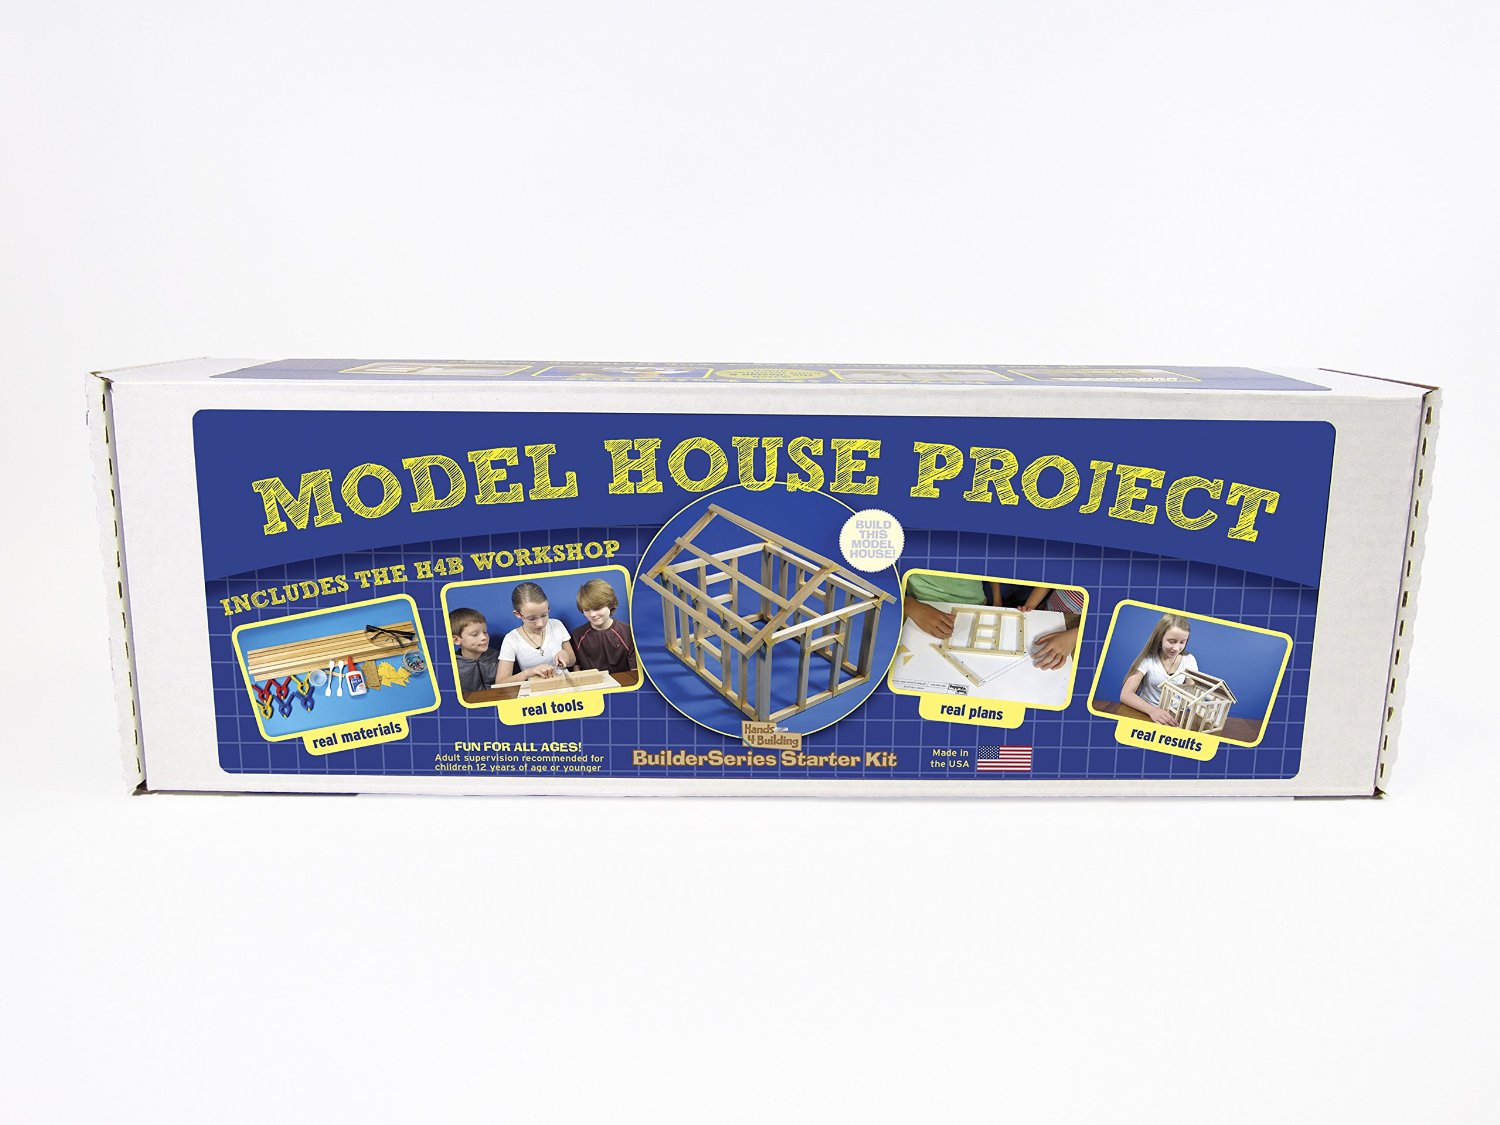 MODEL HOUSE PROJECT
INCLUDES THE H4B WORKSHOP
BUILD
THIS
MODEL
HOUSE!
real materials
real tools
real plans
real results
FUN FOR ALL AGES!
Adult supervision recommended for
children 12 years of age or younger
Hands
4 Building
BuilderSeries Starter Kit
Made in
the USA